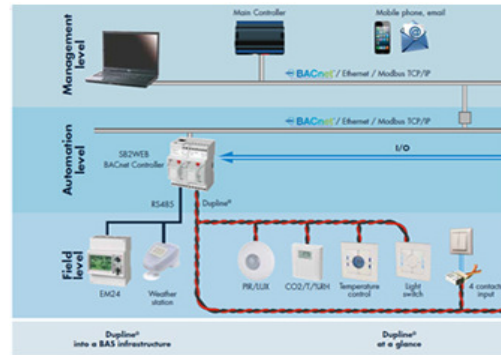 Management level
Main Controller
Mobile phone, email
BACnet / Ethernet / Modbus TCP/IP
BACnet / Ethernet / Modbus TCP/IP
Automation level
SB2WEB
BACnet Controller
I/O
RS485
Dupline®
Field level
EM24
Weather station
PIR/LUX
CO2/T/%RH
Temperature control
Light switch
4 contacts input
Dupline®
into a BAS infrastructure
Dupline®
at a glance